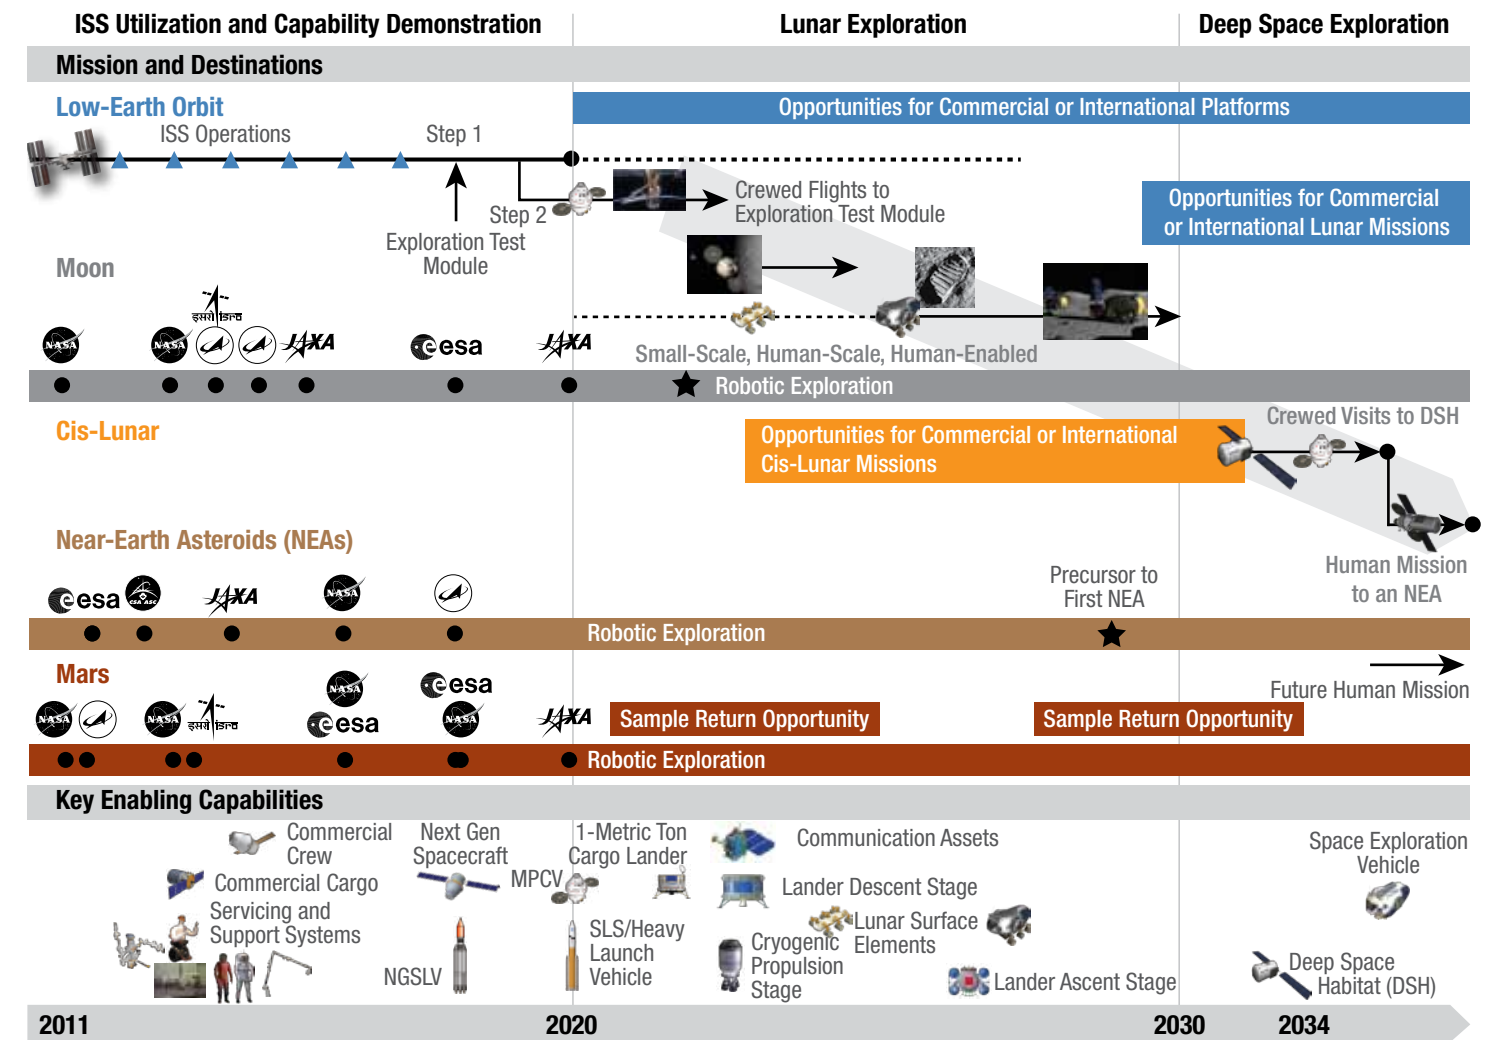 ISS Utilization and Capability Demonstration
Lunar Exploration
Deep Space Exploration
Mission and Destinations
Low-Earth Orbit
Opportunities for Commercial or International Platforms
ISS Operations
Step 1
Step 2
Exploration Test
Module
Crewed Flights to
Exploration Test Module
Opportunities for Commercial
or International Lunar Missions
Moon
इसरो isro
NASA
NASA
JAXA
esa
JAXA
Small-Scale, Human-Scale, Human-Enabled
Robotic Exploration
Cis-Lunar
Opportunities for Commercial or International
Cis-Lunar Missions
Crewed Visits to DSH
Near-Earth Asteroids (NEAs)
esa
CSA ASC
JAXA
NASA
Precursor to
First NEA
Human Mission
to an NEA
Robotic Exploration
Mars
NASA
NASA
इसरो isro
NASA
esa
esa
NASA
JAXA
Sample Return Opportunity
Sample Return Opportunity
Future Human Mission
Robotic Exploration
Key Enabling Capabilities
Commercial
Crew
Commercial Cargo
Servicing and
Support Systems
Next Gen
Spacecraft
NGSLV
MPCV
1-Metric Ton
Cargo Lander
SLS/Heavy
Launch
Vehicle
Communication Assets
Lander Descent Stage
Lunar Surface
Elements
Cryogenic
Propulsion
Stage
Lander Ascent Stage
Space Exploration
Vehicle
Deep Space
Habitat (DSH)
2011
2020
2030
2034